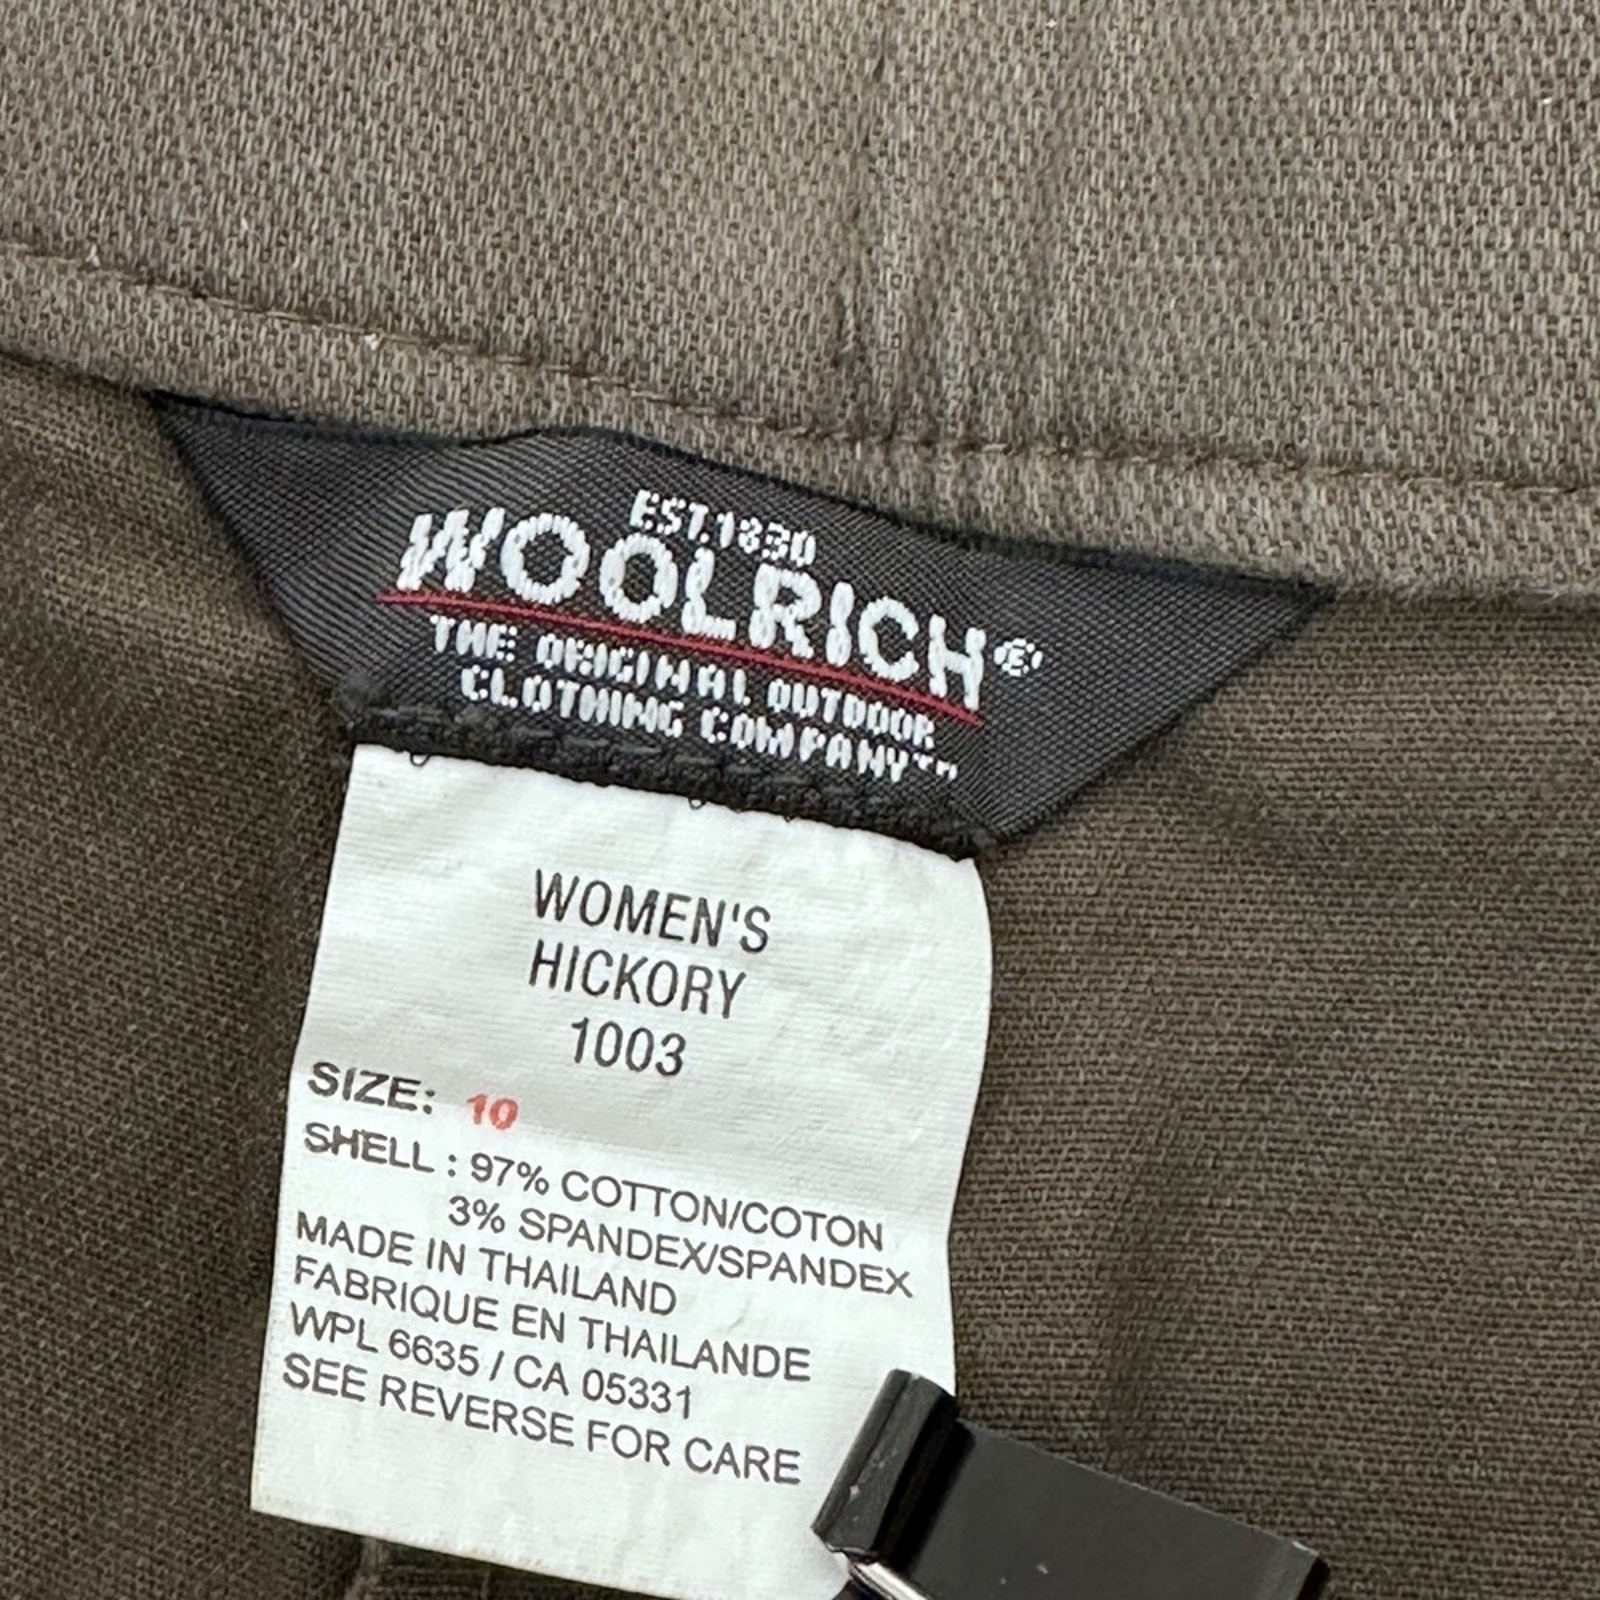 EST.1830
WOOLRICH®
THE ORIGINAL OUTDOOR
CLOTHING COMPANY™
WOMEN'S
HICKORY
1003
SIZE: 10
SHELL : 97% COTTON/COTON
3% SPANDEX/SPANDEX
MADE IN THAILAND
FABRIQUE EN THAILANDE
WPL 6635 / CA 05331
SEE REVERSE FOR CARE